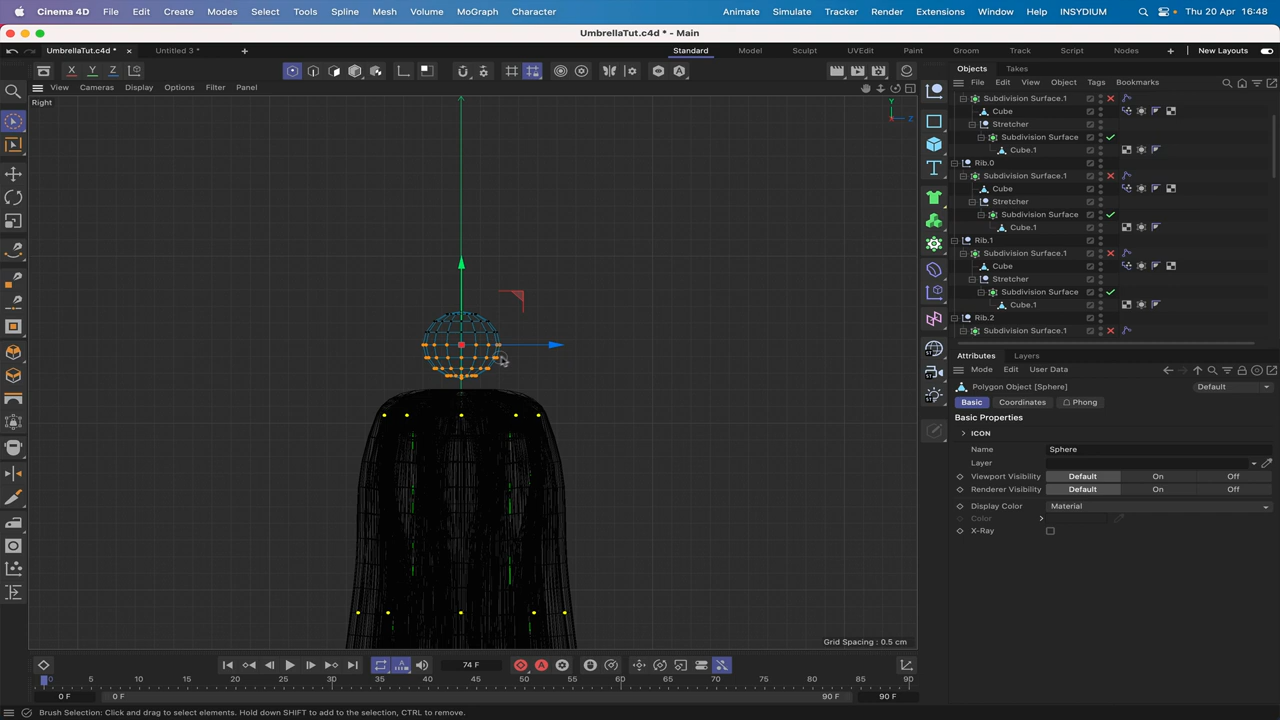 Cinema 4D File Edit Create Modes Select Tools Spline Mesh Volume MoGraph Character Animate Simulate Tracker Render Extensions Window Help INSYDIUM Thu 20 Apr 16:48
UmbrellaTut.c4d * - Main
UmbrellaTut.c4d * × Untitled 3 * + Standard Model Sculpt UVEdit Paint Groom Track Script Nodes + New Layouts
X Y Z Objects Takes
View Cameras Display Options Filter Panel File Edit View Object Tags Bookmarks
Right
Y
Z
Subdivision Surface.1
Cube
Stretcher
Subdivision Surface
Cube.1
Rib.0
Subdivision Surface.1
Cube
Stretcher
Subdivision Surface
Cube.1
Rib.1
Subdivision Surface.1
Cube
Stretcher
Subdivision Surface
Cube.1
Rib.2
Subdivision Surface.1
ST
ST
ST
Attributes Layers
Mode Edit User Data
Polygon Object [Sphere] Default
Basic Coordinates Phong
Basic Properties
ICON
Name Sphere
Layer
Viewport Visibility Default On Off
Renderer Visibility Default On Off
Display Color Material
Color
X-Ray
Grid Spacing : 0.5 cm
74 F
0 5 10 15 20 25 30 35 40 45 50 55 60 65 70 75 80 85 90
0 F 0 F 90 F 90 F
Brush Selection: Click and drag to select elements. Hold down SHIFT to add to the selection, CTRL to remove.